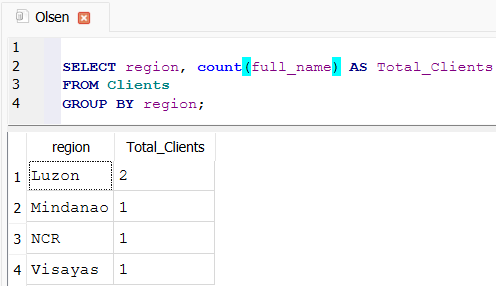 Olsen
1
2 SELECT region, count(full_name) AS Total_Clients
3 FROM Clients
4 GROUP BY region;
region Total_Clients
1 Luzon 2
2 Mindanao 1
3 NCR 1
4 Visayas 1